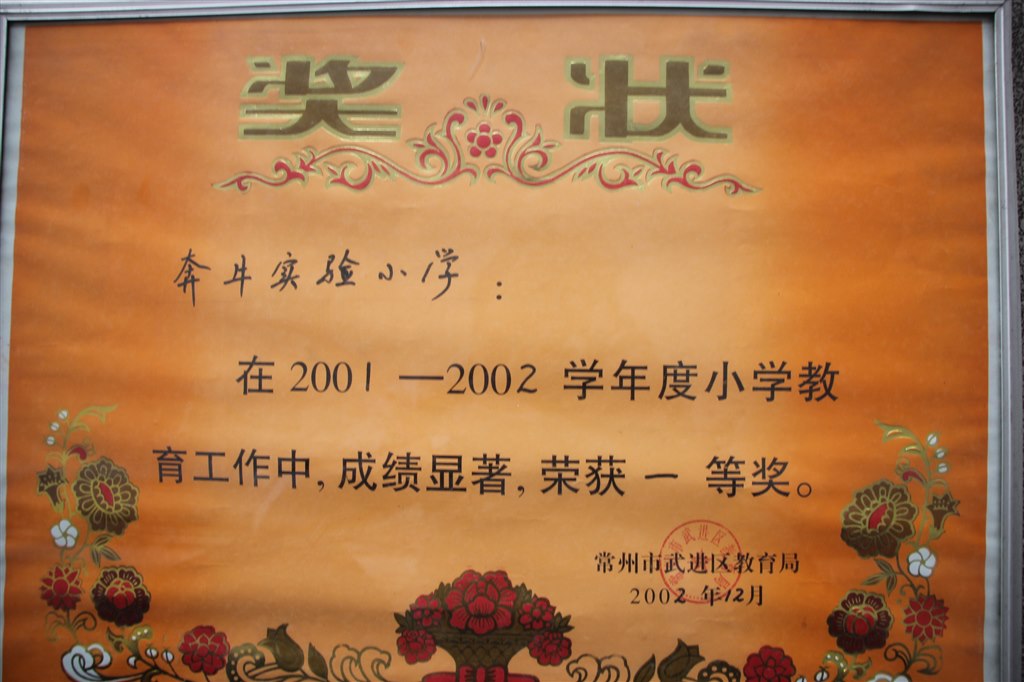 奖 状
奔牛实验小学：
在 2001 —2002 学年度小学教
育工作中，成绩显著，荣获 一 等奖。
常州市武进区教育局
2002 年12月